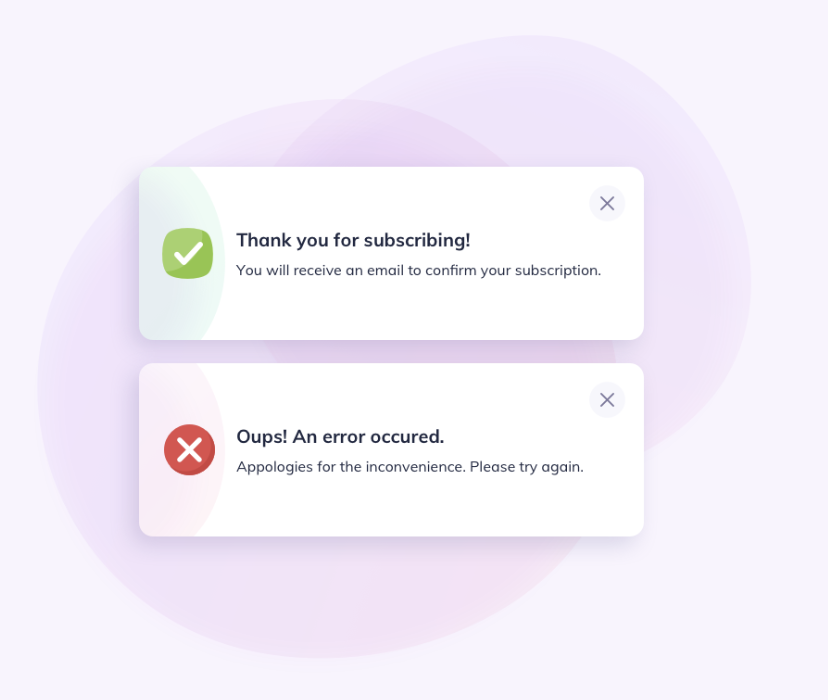 Thank you for subscribing!
You will receive an email to confirm your subscription.
Oups! An error occured.
Appologies for the inconvenience. Please try again.